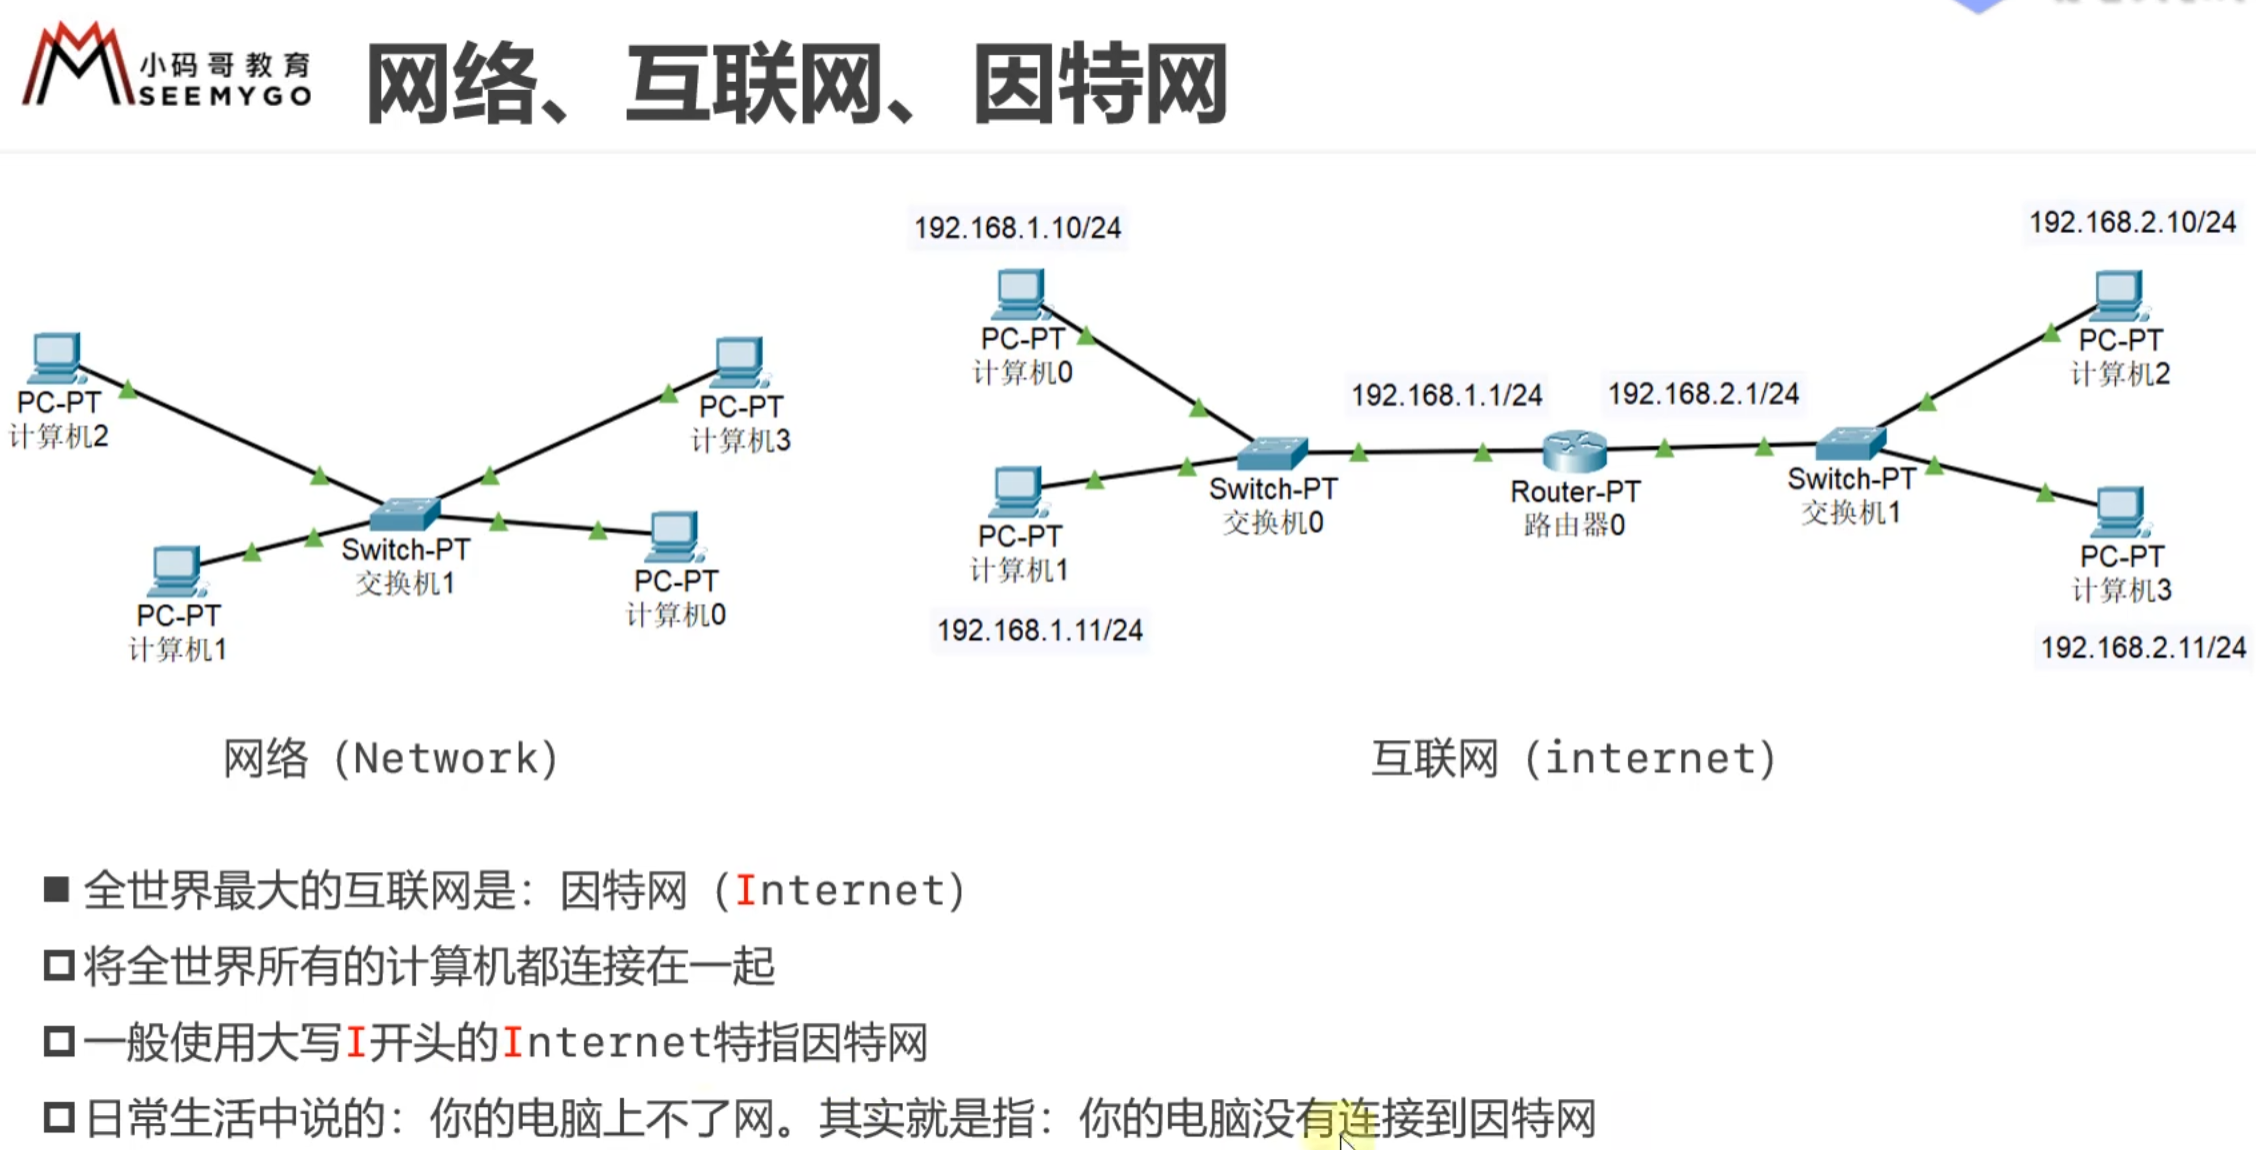 小码哥教育
SEEMYGO
网络、互联网、因特网
PC-PT
计算机2
PC-PT
计算机3
PC-PT
计算机1
Switch-PT
交换机1
PC-PT
计算机0
网络（Network）
192.168.1.10/24
PC-PT
计算机0
PC-PT
计算机1
192.168.1.11/24
Switch-PT
交换机0
192.168.1.1/24
192.168.2.1/24
Router-PT
路由器0
Switch-PT
交换机1
192.168.2.10/24
PC-PT
计算机2
PC-PT
计算机3
192.168.2.11/24
互联网（internet）
全世界最大的互联网是：因特网（Internet）
将全世界所有的计算机都连接在一起
一般使用大写I开头的Internet特指因特网
日常生活中说的：你的电脑上不了网。其实就是指：你的电脑没有连接到因特网